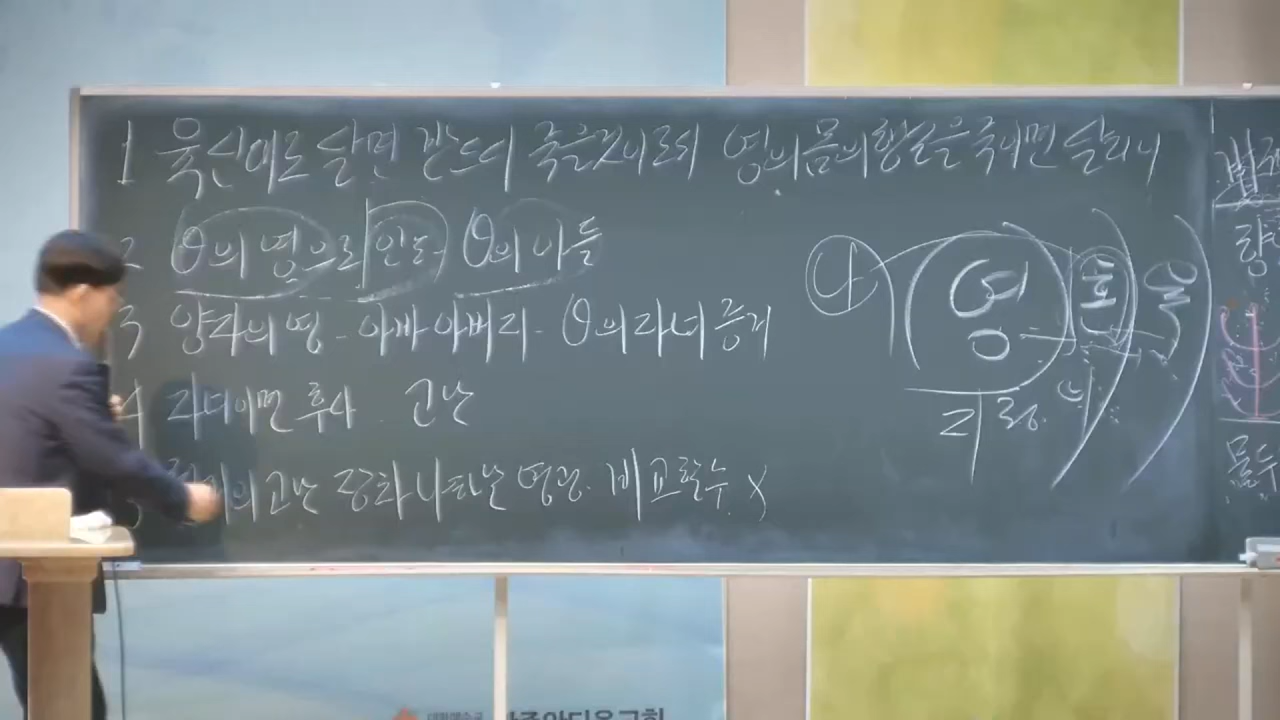 1 육신대로 살면 반드시 죽을것이로되 영의 몸의 행실을 죽이면 살리니
2 θ의 영으로 인도 θ의 아들
3 양자의 영 - 아빠 아버지 - θ의 자녀 증거
4 자녀이면 후사 고난
의 고난 장차 나타날 영광 비교할수 X
나 영 혼 육